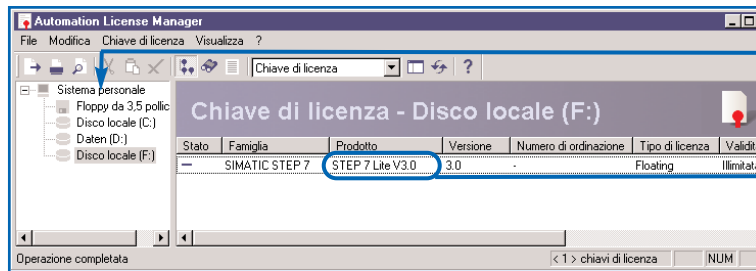 Automation License Manager
File Modifica Chiave di licenza Visualizza ?
Chiave di licenza
Sistema personale
Floppy da 3,5 pollic
Disco locale (C:)
Daten (D:)
Disco locale (F:)
Chiave di licenza - Disco locale (F:)
Stato Famiglia Prodotto Versione Numero di ordinazione Tipo di licenza Validit
SIMATIC STEP 7 STEP 7 Lite V3.0 3.0 - Floating Illimitata
Operazione completata < 1 > chiavi di licenza NUM